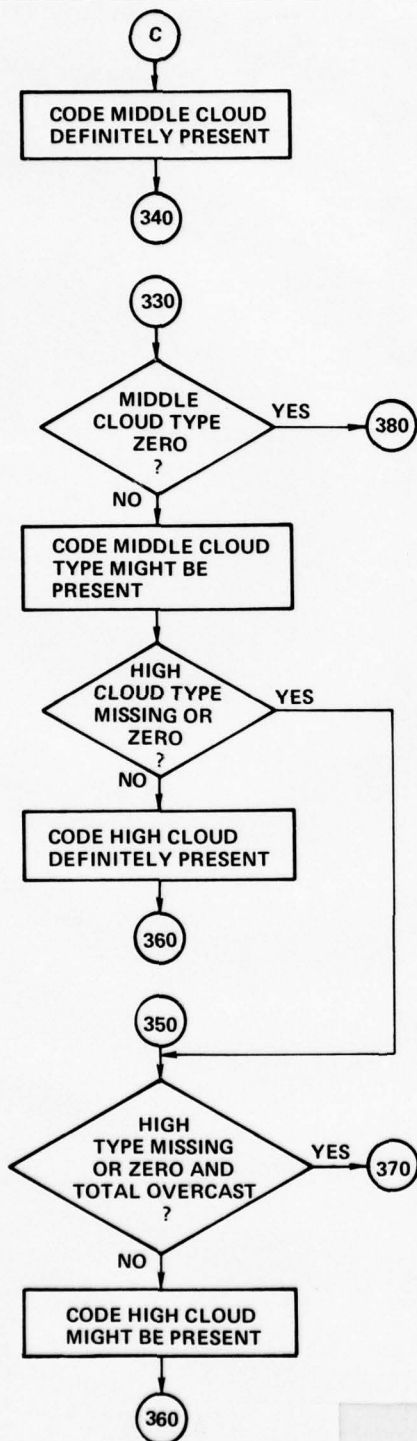 C
CODE MIDDLE CLOUD
DEFINITELY PRESENT
340
330
MIDDLE
CLOUD TYPE
ZERO
?
YES
380
NO
CODE MIDDLE CLOUD
TYPE MIGHT BE
PRESENT
HIGH
CLOUD TYPE
MISSING OR
ZERO
?
YES
NO
CODE HIGH CLOUD
DEFINITELY PRESENT
360
350
HIGH
TYPE MISSING
OR ZERO AND
TOTAL OVERCAST
?
YES
370
NO
CODE HIGH CLOUD
MIGHT BE PRESENT
360